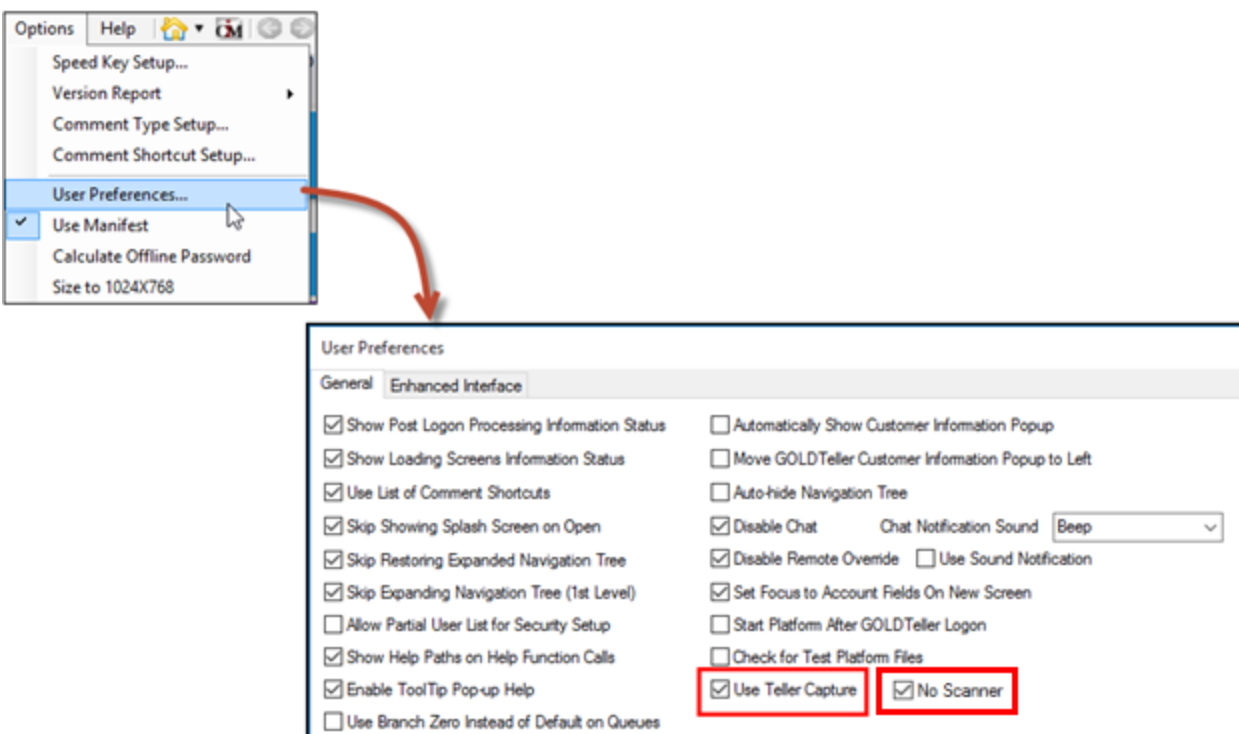 Options Help CIM
Speed Key Setup...
Version Report
Comment Type Setup...
Comment Shortcut Setup...
User Preferences...
Use Manifest
Calculate Offline Password
Size to 1024X768
User Preferences
General Enhanced Interface
Show Post Logon Processing Information Status Automatically Show Customer Information Popup
Show Loading Screens Information Status Move GOLDTeller Customer Information Popup to Left
Use List of Comment Shortcuts Auto-hide Navigation Tree
Skip Showing Splash Screen on Open Disable Chat Chat Notification Sound Beep
Skip Restoring Expanded Navigation Tree Disable Remote Override Use Sound Notification
Skip Expanding Navigation Tree (1st Level) Set Focus to Account Fields On New Screen
Allow Partial User List for Security Setup Start Platform After GOLDTeller Logon
Show Help Paths on Help Function Calls Check for Test Platform Files
Enable ToolTip Pop-up Help Use Teller Capture No Scanner
Use Branch Zero Instead of Default on Queues